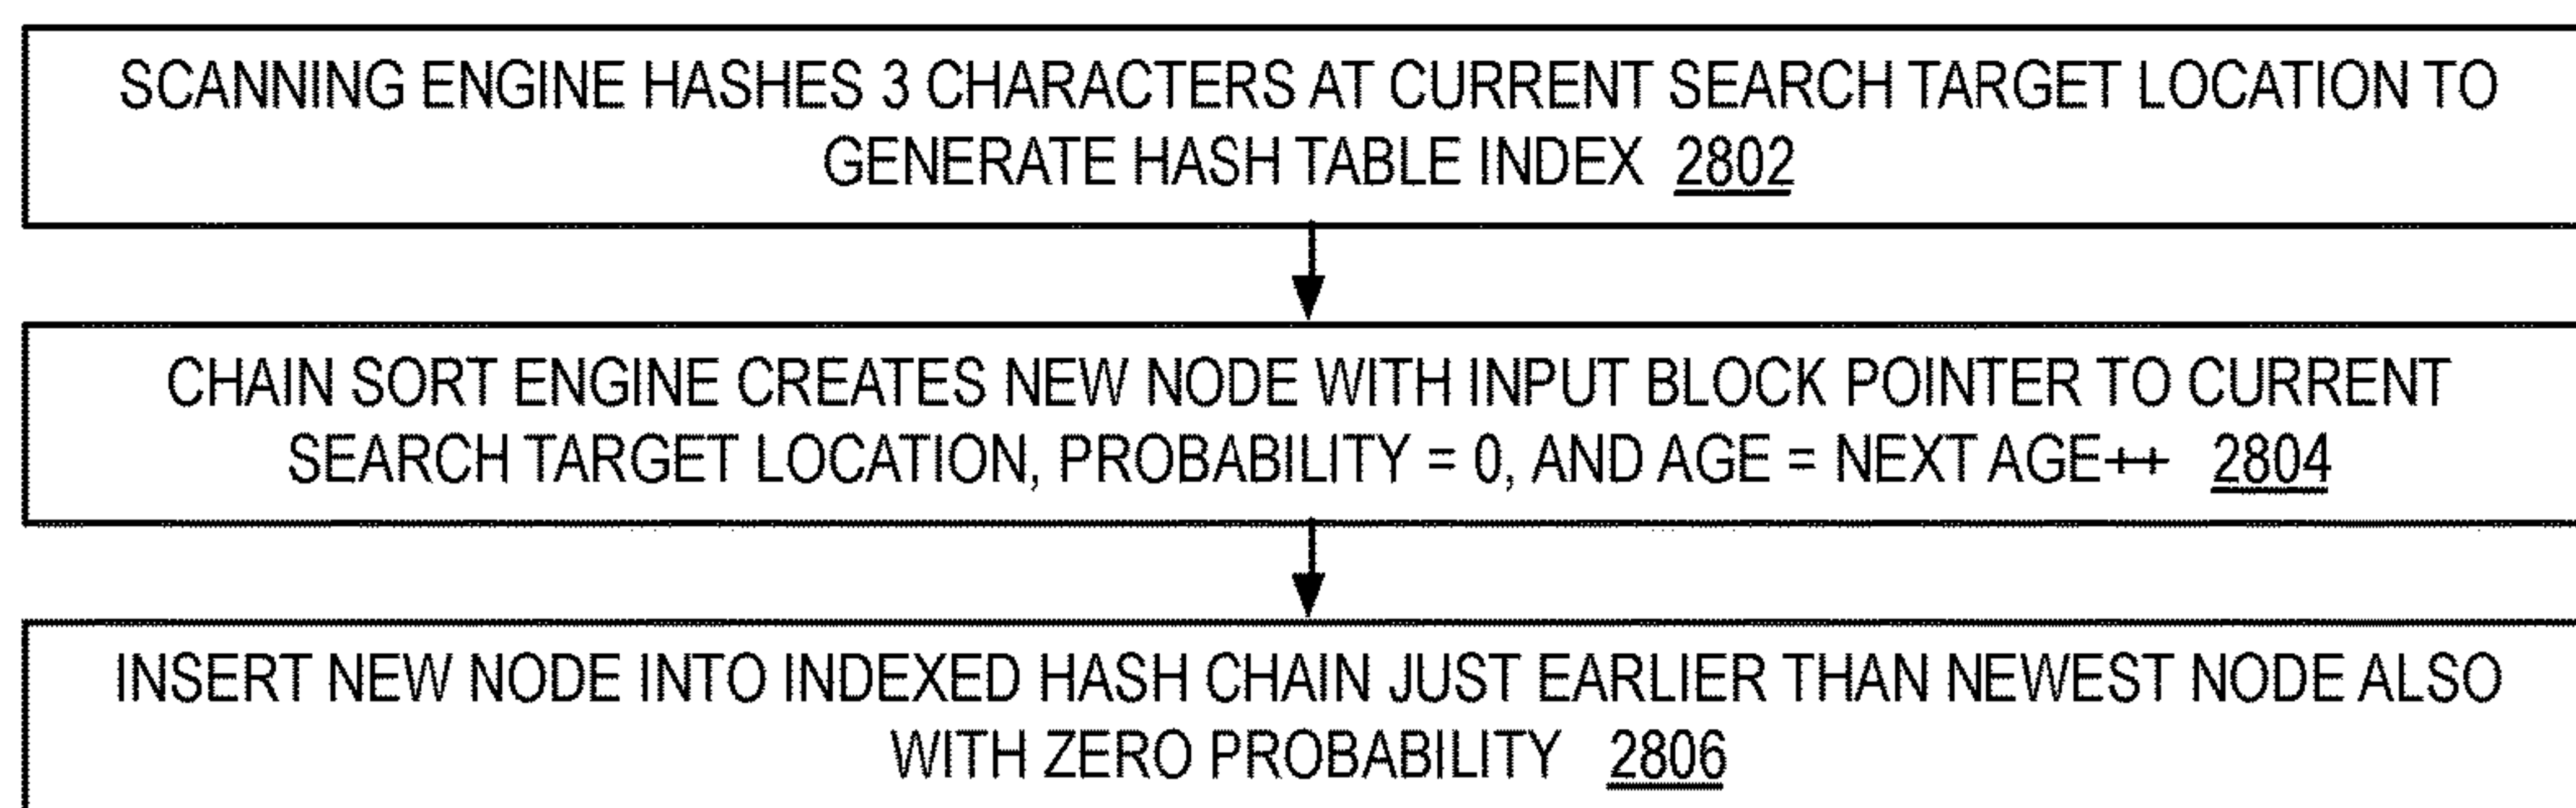 SCANNING ENGINE HASHES 3 CHARACTERS AT CURRENT SEARCH TARGET LOCATION TO
GENERATE HASH TABLE INDEX 2802
CHAIN SORT ENGINE CREATES NEW NODE WITH INPUT BLOCK POINTER TO CURRENT
SEARCH TARGET LOCATION, PROBABILITY = 0, AND AGE = NEXT AGE++ 2804
INSERT NEW NODE INTO INDEXED HASH CHAIN JUST EARLIER THAN NEWEST NODE ALSO
WITH ZERO PROBABILITY 2806